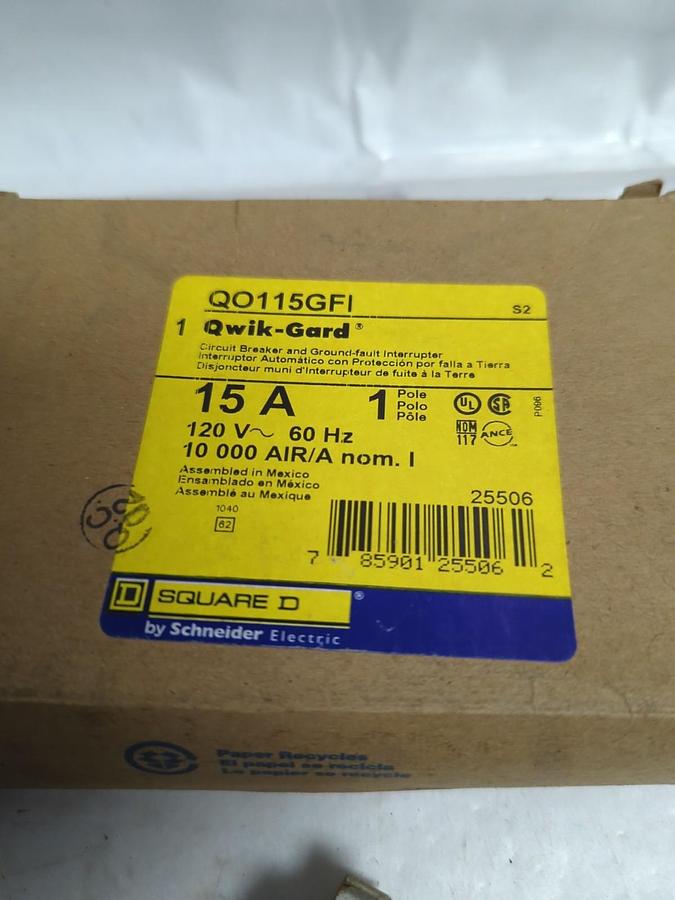 QO115GFI
S2
1 Qwik-Gard®
Circuit Breaker and Ground-fault Interrupter
Interruptor Automático con Protección por falla a Tierra
Disjoncteur muni d'Interrupteur de fuite à la Terre
15 A
1
Pole
Polo
Pôle
UL
SA
P096
120 V~ 60 Hz
NOM
117
ANCE
10 000 AIR/A nom. I
Assembled in Mexico
Ensamblado en México
Assemblé au Mexique
1040
62
25506
7 85901 25506 2
D SQUARE D®
by Schneider Electric
Paper Recycles
El papel se recicla
Le papier se recycle